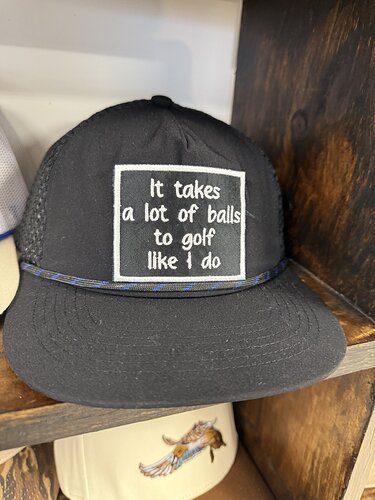 It takes
a lot of balls
to golf
like I do